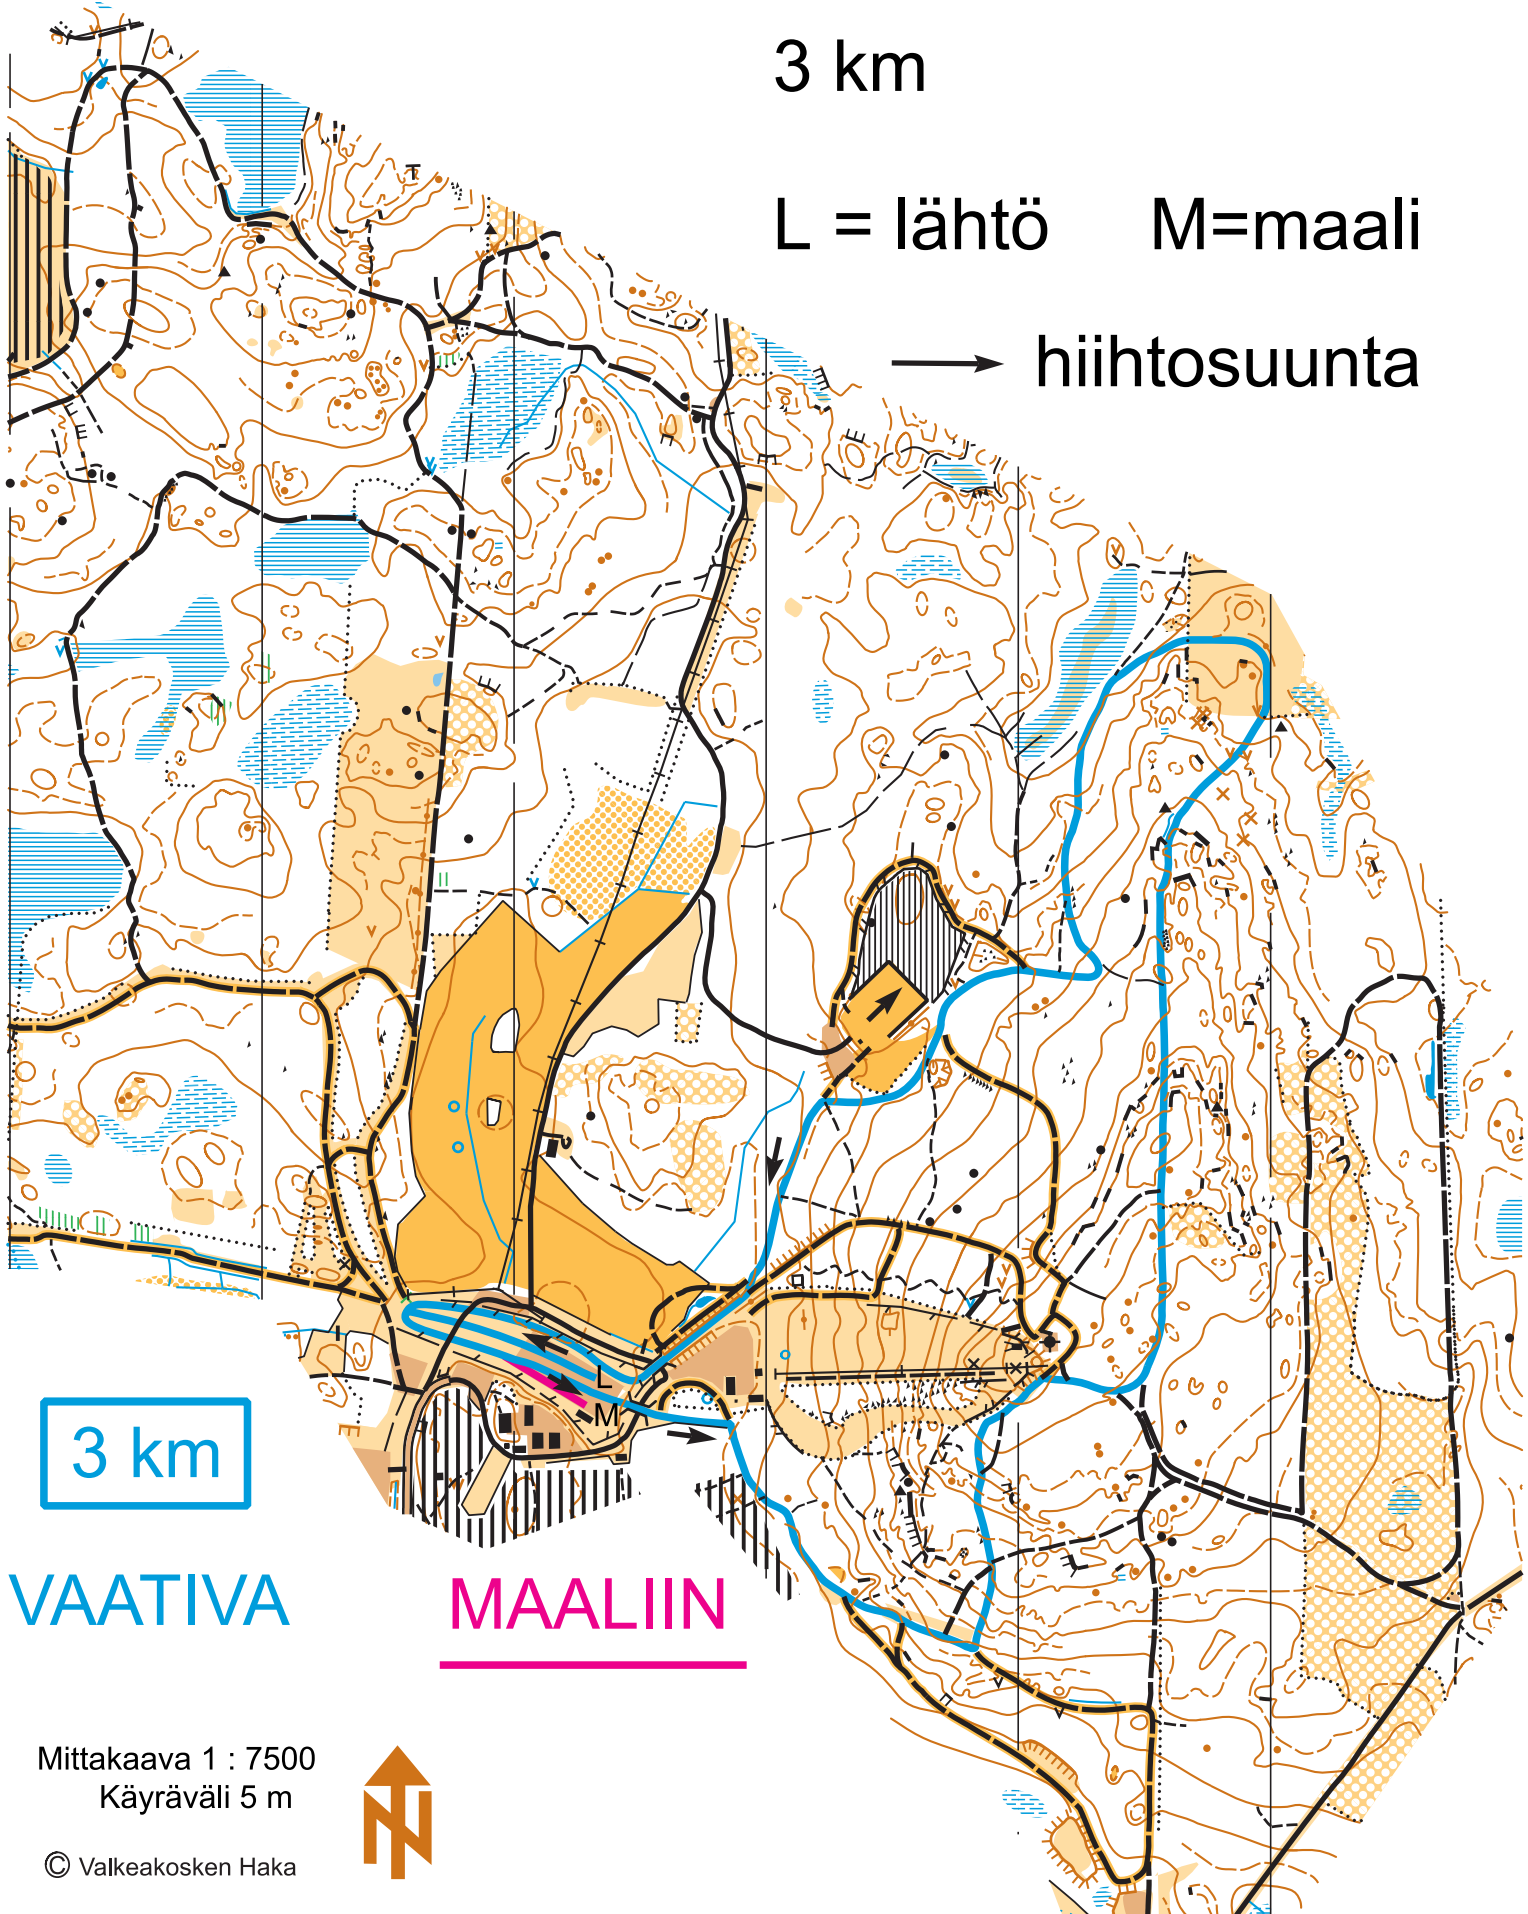 3 km
L = lähtö M=maali
hiihtosuunta
L
M
3 km
VAATIVA
MAALIIN
Mittakaava 1 : 7500
Käyräväli 5 m
N
© Valkeakosken Haka